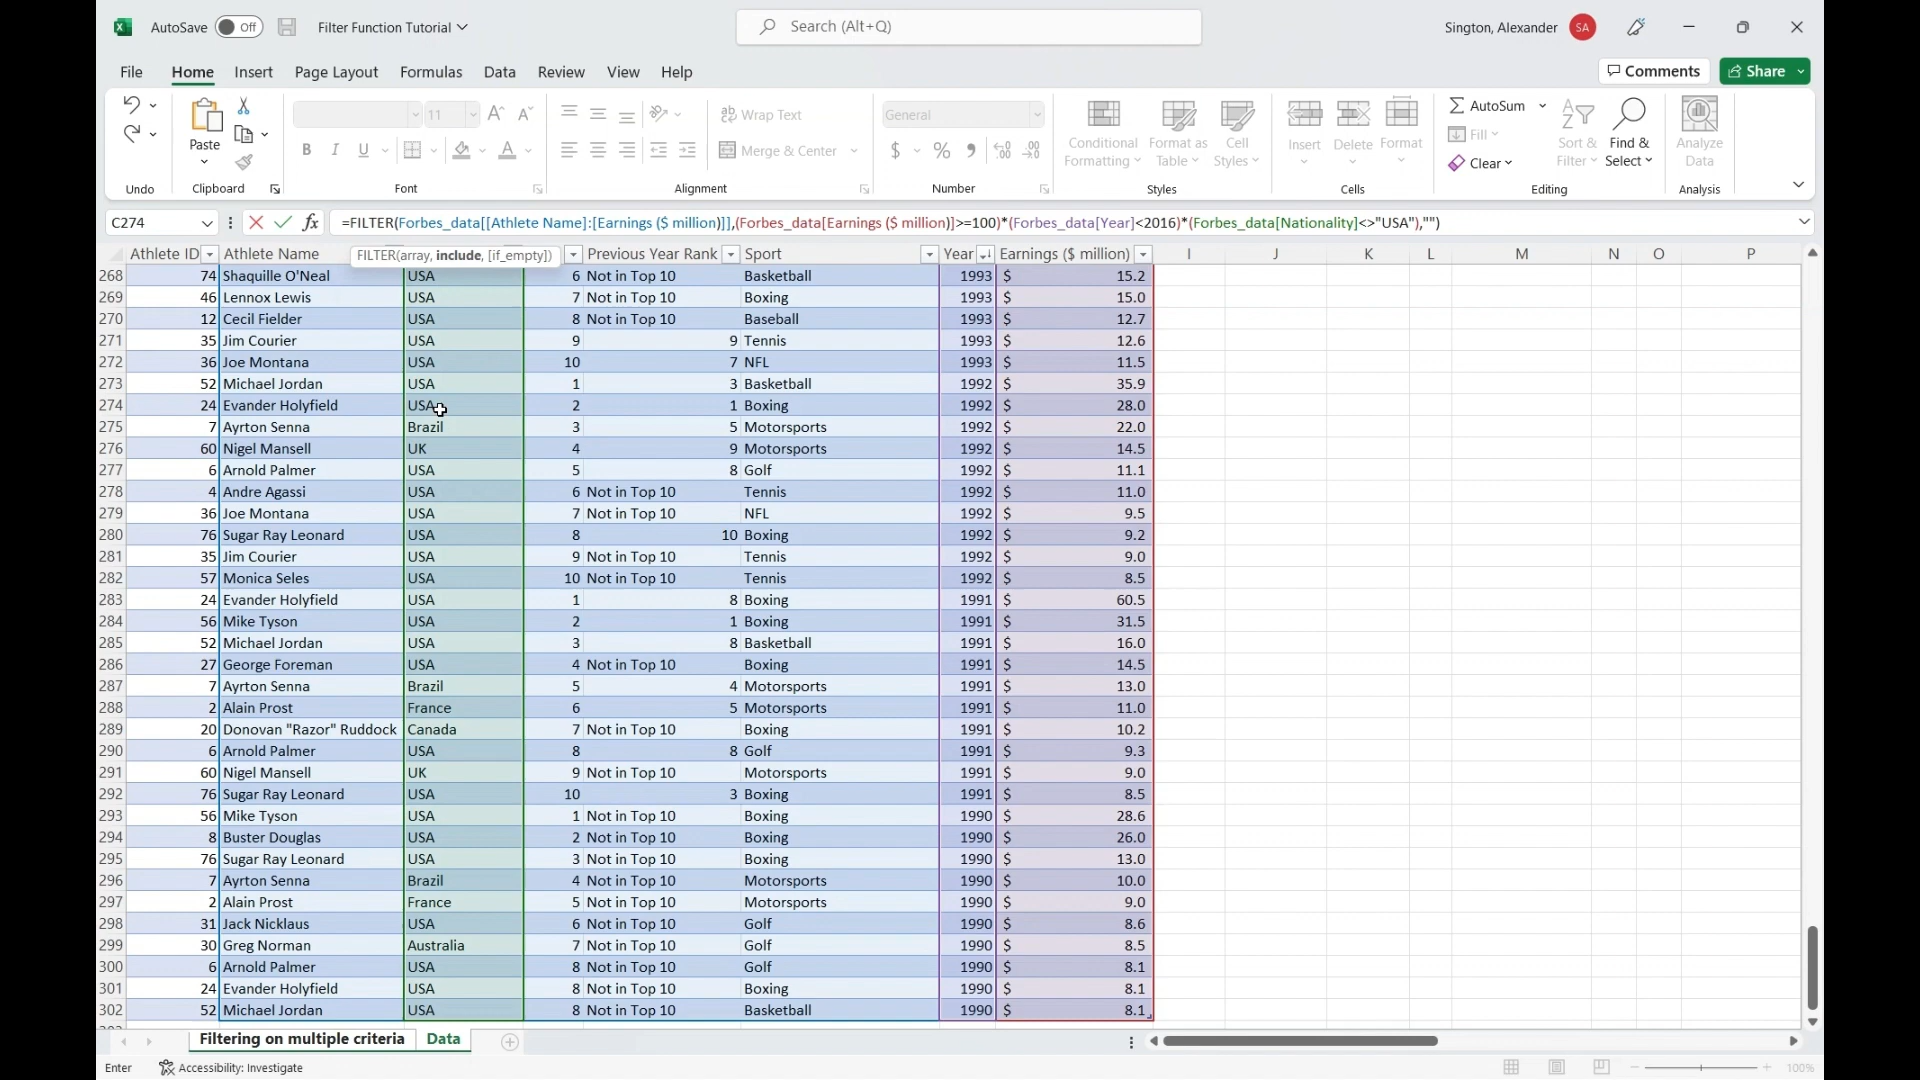 AutoSave Off Filter Function Tutorial Search (Alt+Q) Sington, Alexander SA
File Home Insert Page Layout Formulas Data Review View Help Comments Share
Paste 11 B I U Wrap Text Merge & Center General $ % Conditional Formatting Format as Table Cell Styles Insert Delete Format AutoSum Fill Clear Sort & Filter Find & Select Analyze Data
Undo Clipboard Font Alignment Number Styles Cells Editing Analysis
C274 fx =FILTER(Forbes_data[[Athlete Name]:[Earnings ($ million)]],(Forbes_data[Earnings ($ million)]>=100)*(Forbes_data[Year]<2016)*(Forbes_data[Nationality]<>"USA"),"")
FILTER(array, include, [if_empty])
Athlete ID Athlete Name Previous Year Rank Sport Year Earnings ($ million) I J K L M N O P
268 74 Shaquille O'Neal USA 6 Not in Top 10 Basketball 1993 $ 15.2
269 46 Lennox Lewis USA 7 Not in Top 10 Boxing 1993 $ 15.0
270 12 Cecil Fielder USA 8 Not in Top 10 Baseball 1993 $ 12.7
271 35 Jim Courier USA 9 9 Tennis 1993 $ 12.6
272 36 Joe Montana USA 10 7 NFL 1993 $ 11.5
273 52 Michael Jordan USA 1 3 Basketball 1992 $ 35.9
274 24 Evander Holyfield USA 2 1 Boxing 1992 $ 28.0
275 7 Ayrton Senna Brazil 3 5 Motorsports 1992 $ 22.0
276 60 Nigel Mansell UK 4 9 Motorsports 1992 $ 14.5
277 6 Arnold Palmer USA 5 8 Golf 1992 $ 11.1
278 4 Andre Agassi USA 6 Not in Top 10 Tennis 1992 $ 11.0
279 36 Joe Montana USA 7 Not in Top 10 NFL 1992 $ 9.5
280 76 Sugar Ray Leonard USA 8 10 Boxing 1992 $ 9.2
281 35 Jim Courier USA 9 Not in Top 10 Tennis 1992 $ 9.0
282 57 Monica Seles USA 10 Not in Top 10 Tennis 1992 $ 8.5
283 24 Evander Holyfield USA 1 8 Boxing 1991 $ 60.5
284 56 Mike Tyson USA 2 1 Boxing 1991 $ 31.5
285 52 Michael Jordan USA 3 8 Basketball 1991 $ 16.0
286 27 George Foreman USA 4 Not in Top 10 Boxing 1991 $ 14.5
287 7 Ayrton Senna Brazil 5 4 Motorsports 1991 $ 13.0
288 2 Alain Prost France 6 5 Motorsports 1991 $ 11.0
289 20 Donovan "Razor" Ruddock Canada 7 Not in Top 10 Boxing 1991 $ 10.2
290 6 Arnold Palmer USA 8 8 Golf 1991 $ 9.3
291 60 Nigel Mansell UK 9 Not in Top 10 Motorsports 1991 $ 9.0
292 76 Sugar Ray Leonard USA 10 3 Boxing 1991 $ 8.5
293 56 Mike Tyson USA 1 Not in Top 10 Boxing 1990 $ 28.6
294 8 Buster Douglas USA 2 Not in Top 10 Boxing 1990 $ 26.0
295 76 Sugar Ray Leonard USA 3 Not in Top 10 Boxing 1990 $ 13.0
296 7 Ayrton Senna Brazil 4 Not in Top 10 Motorsports 1990 $ 10.0
297 2 Alain Prost France 5 Not in Top 10 Motorsports 1990 $ 9.0
298 31 Jack Nicklaus USA 6 Not in Top 10 Golf 1990 $ 8.6
299 30 Greg Norman Australia 7 Not in Top 10 Golf 1990 $ 8.5
300 6 Arnold Palmer USA 8 Not in Top 10 Golf 1990 $ 8.1
301 24 Evander Holyfield USA 8 Not in Top 10 Boxing 1990 $ 8.1
302 52 Michael Jordan USA 8 Not in Top 10 Basketball 1990 $ 8.1
Filtering on multiple criteria Data
Enter Accessibility: Investigate 100%